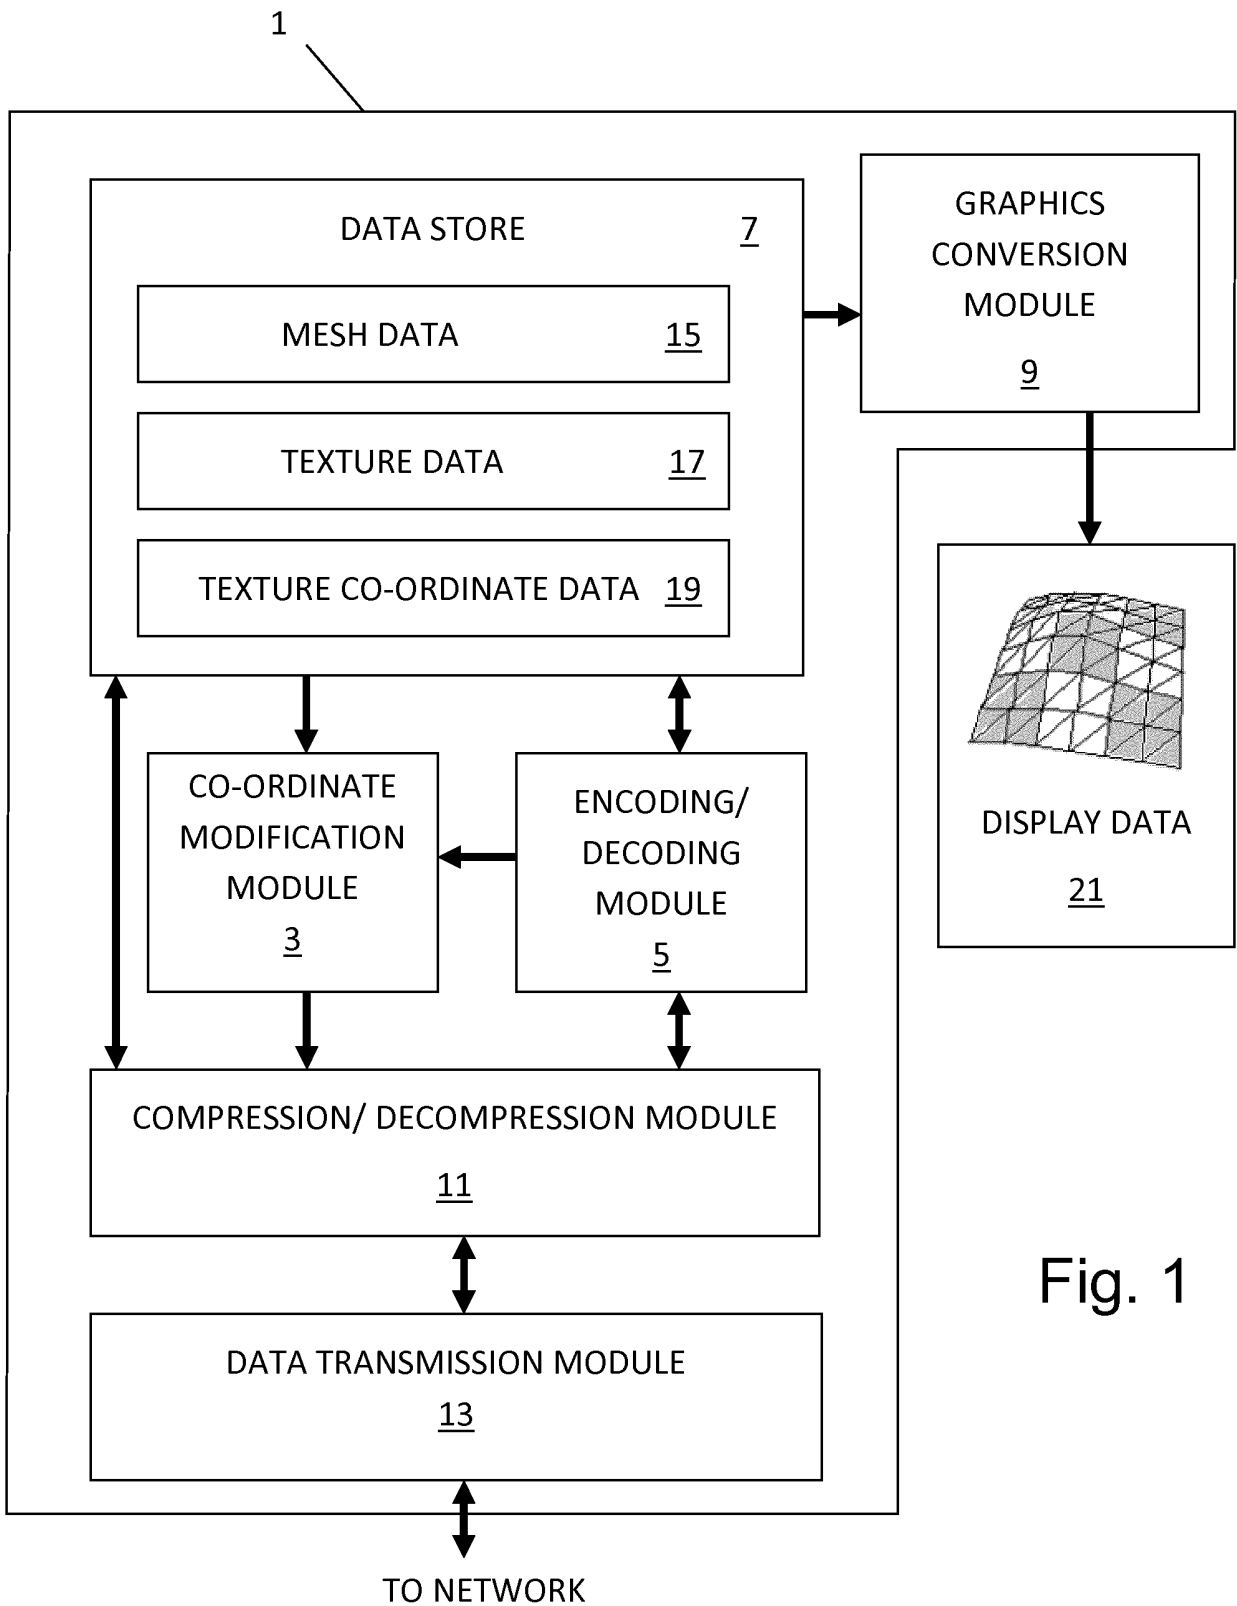 1
DATA STORE 7
MESH DATA 15
TEXTURE DATA 17
TEXTURE CO-ORDINATE DATA 19
GRAPHICS
CONVERSION
MODULE
9
DISPLAY DATA
21
CO-ORDINATE
MODIFICATION
MODULE
3
ENCODING/
DECODING
MODULE
5
COMPRESSION/ DECOMPRESSION MODULE
11
DATA TRANSMISSION MODULE
13
TO NETWORK
Fig. 1